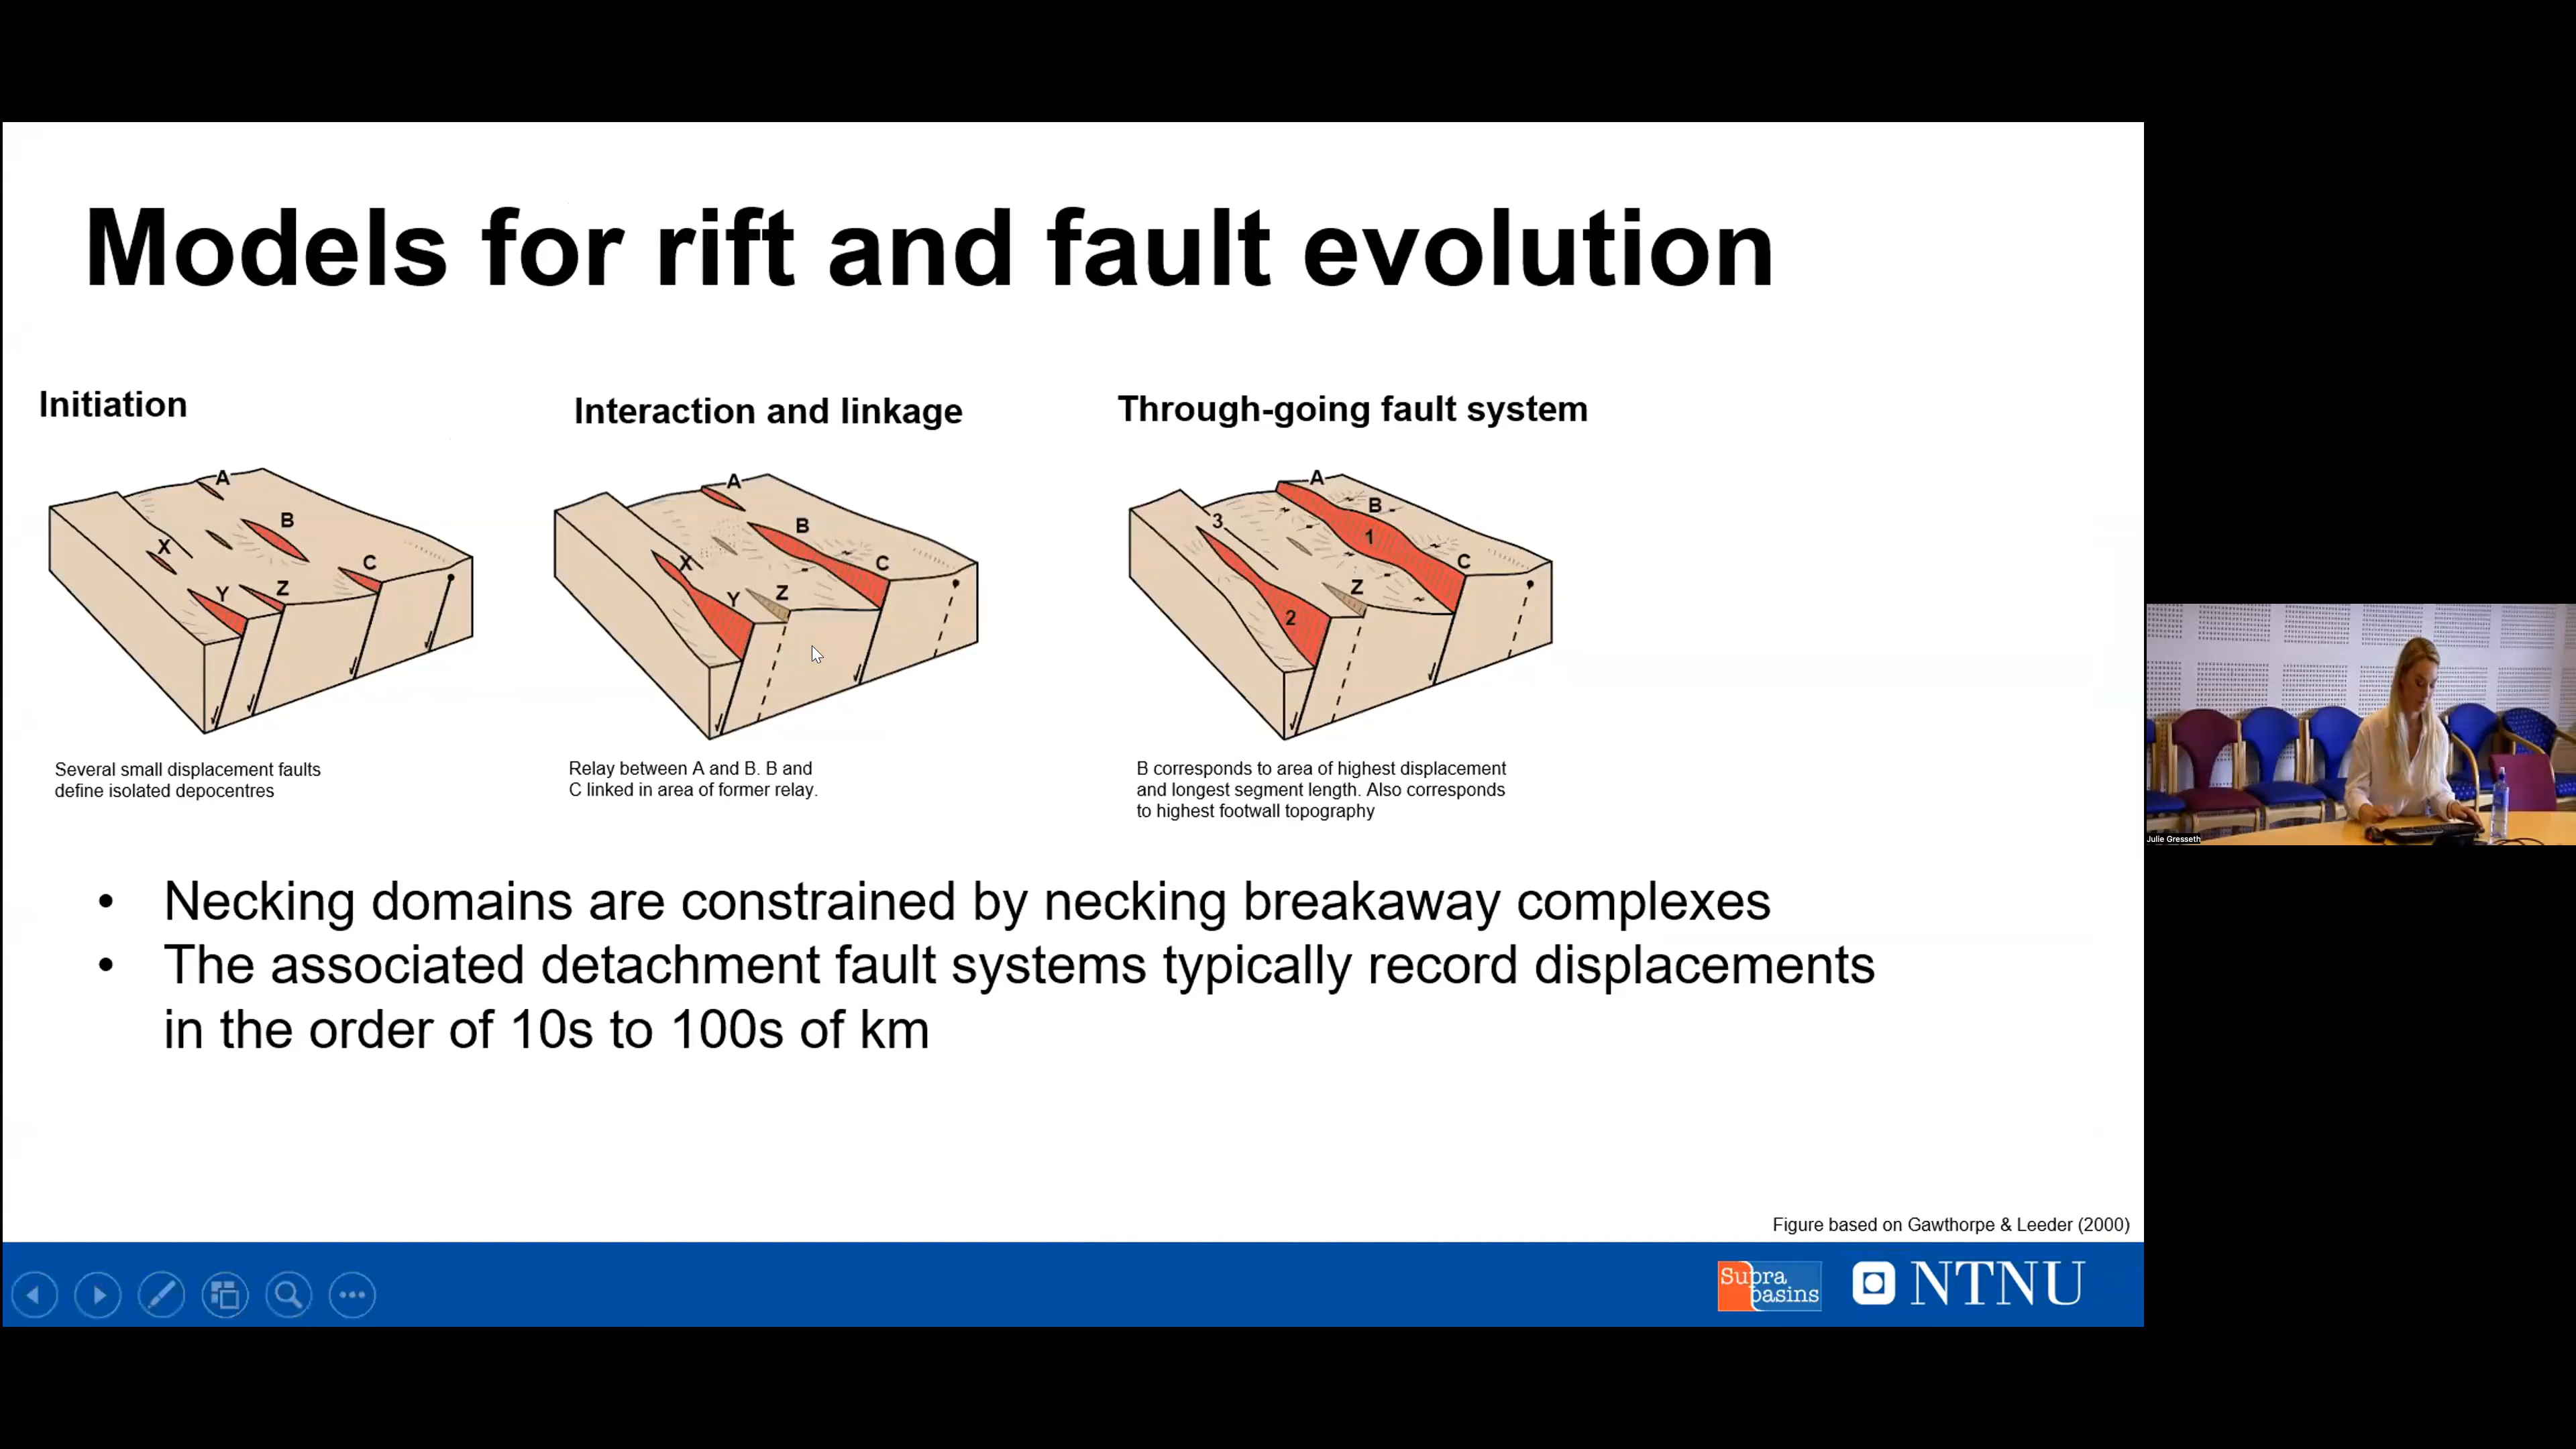 Models for rift and fault evolution
Initiation
Interaction and linkage
Through-going fault system
A
B
X
C
Z
Y
A
B
X
C
Z
Y
A
B
3
1
C
Z
2
Several small displacement faults
define isolated depocentres
Relay between A and B. B and
C linked in area of former relay.
B corresponds to area of highest displacement
and longest segment length. Also corresponds
to highest footwall topography
• Necking domains are constrained by necking breakaway complexes
• The associated detachment fault systems typically record displacements
in the order of 10s to 100s of km
Figure based on Gawthorpe & Leeder (2000)
Supra
basins
NTNU
Julie Gresseth